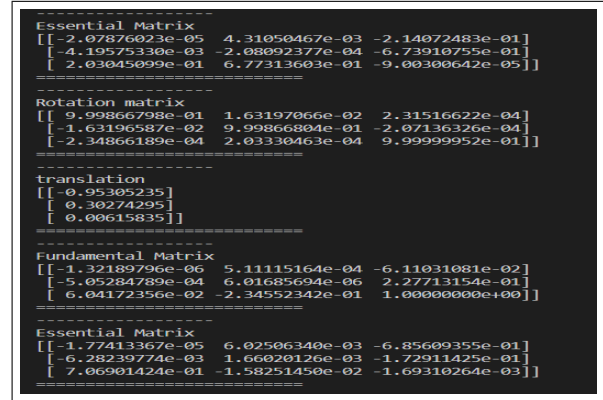 ------------------
Essential Matrix
[[-2.07876023e-05  4.31050467e-03 -2.14072483e-01]
 [-4.19575330e-03 -2.08092377e-04 -6.73910755e-01]
 [ 2.03045099e-01  6.77313603e-01 -9.00300642e-05]]
===========================
------------------
Rotation matrix
[[ 9.99866798e-01  1.63197066e-02  2.31516622e-04]
 [-1.63196587e-02  9.99866804e-01 -2.07136326e-04]
 [-2.34866189e-04  2.03330463e-04  9.99999952e-01]]
===========================
------------------
translation
[[-0.95305235]
 [ 0.30274295]
 [ 0.00615835]]
===========================
------------------
Fundamental Matrix
[[-1.32189796e-06  5.11115164e-04 -6.11031081e-02]
 [-5.05284789e-04  6.01685694e-06  2.27713154e-01]
 [ 6.04172356e-02 -2.34552342e-01  1.00000000e+00]]
===========================
------------------
Essential Matrix
[[-1.77413367e-05  6.02506340e-03 -6.85609355e-01]
 [-6.28239774e-03  1.66020126e-03 -1.72911425e-01]
 [ 7.06901424e-01 -1.58251450e-02 -1.69310264e-03]]
===========================